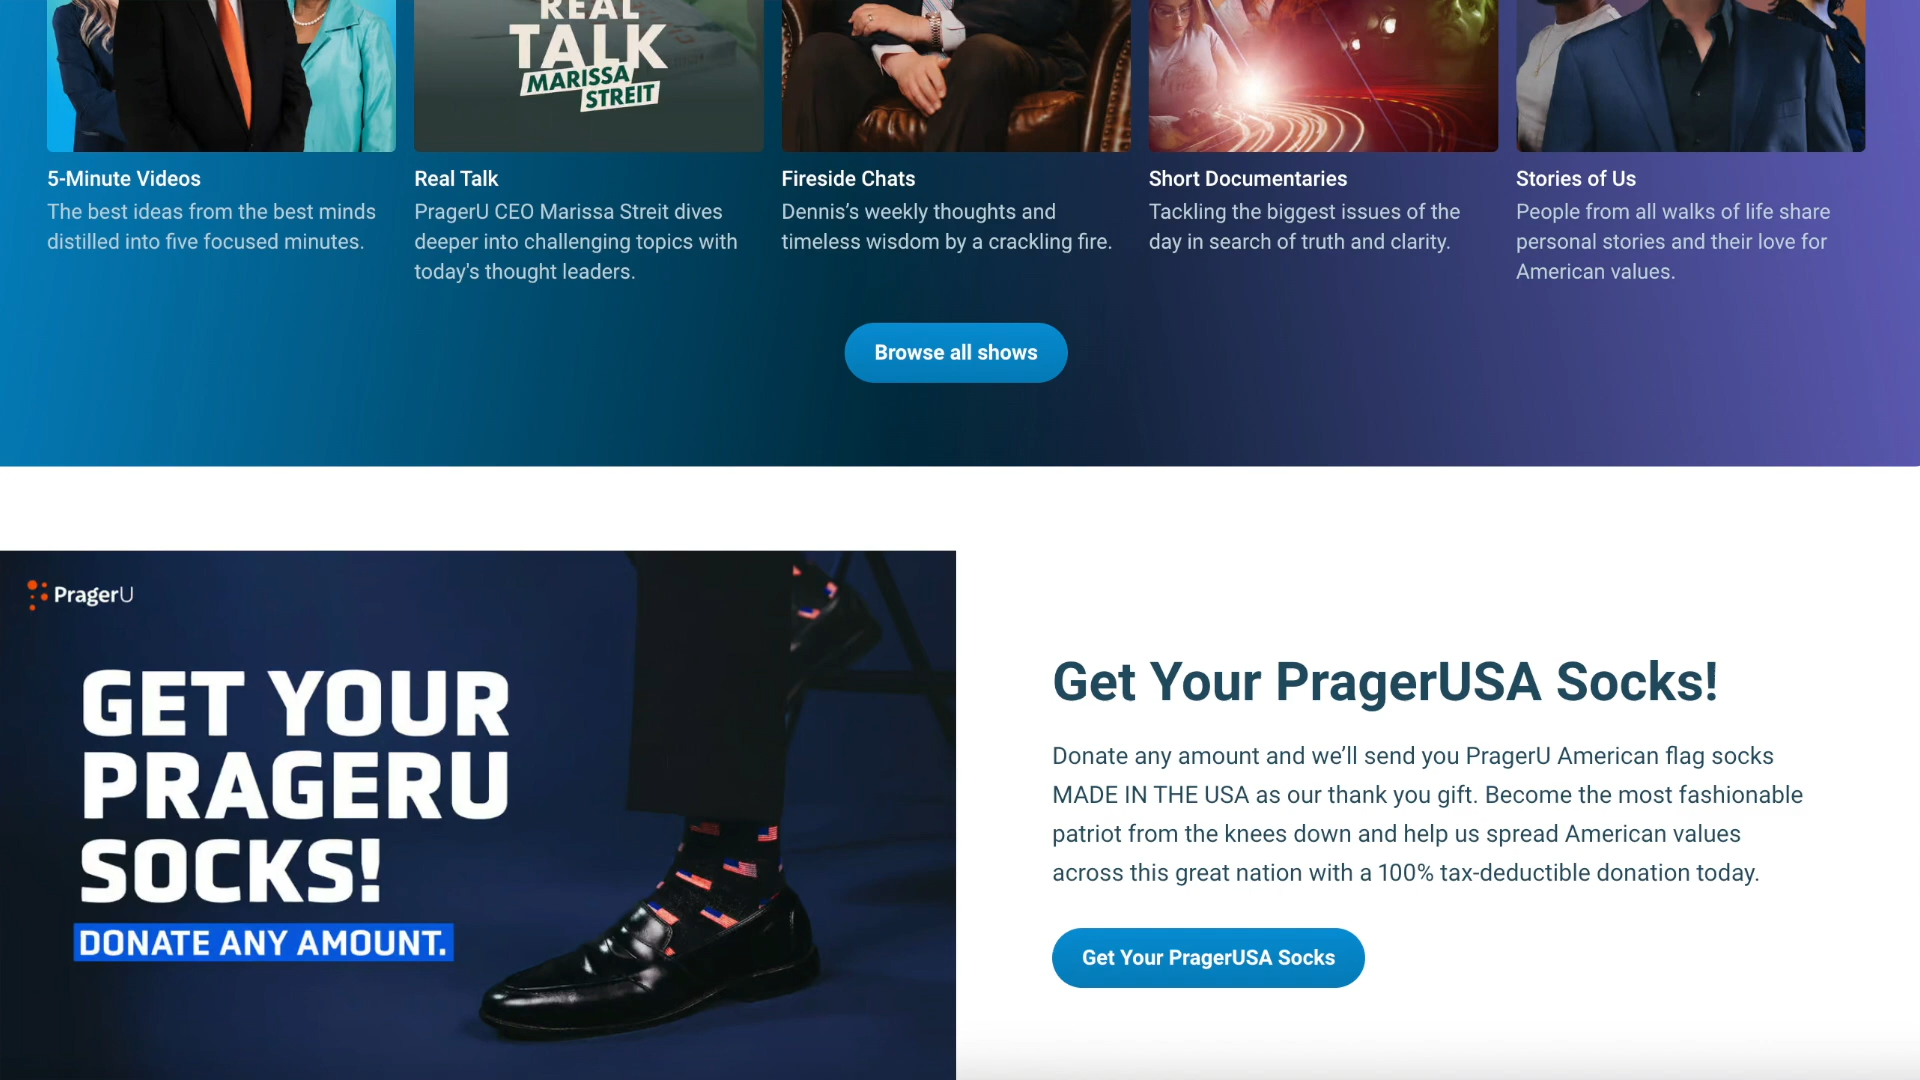 REAL
TALK
MARISSA
STREIT
5-Minute Videos
The best ideas from the best minds
distilled into five focused minutes.
Real Talk
PragerU CEO Marissa Streit dives
deeper into challenging topics with
today's thought leaders.
Fireside Chats
Dennis’s weekly thoughts and
timeless wisdom by a crackling fire.
Short Documentaries
Tackling the biggest issues of the
day in search of truth and clarity.
Stories of Us
People from all walks of life share
personal stories and their love for
American values.
Browse all shows
PragerU
GET YOUR
PRAGERU
SOCKS!
DONATE ANY AMOUNT.
Get Your PragerUSA Socks!
Donate any amount and we’ll send you PragerU American flag socks
MADE IN THE USA as our thank you gift. Become the most fashionable
patriot from the knees down and help us spread American values
across this great nation with a 100% tax-deductible donation today.
Get Your PragerUSA Socks